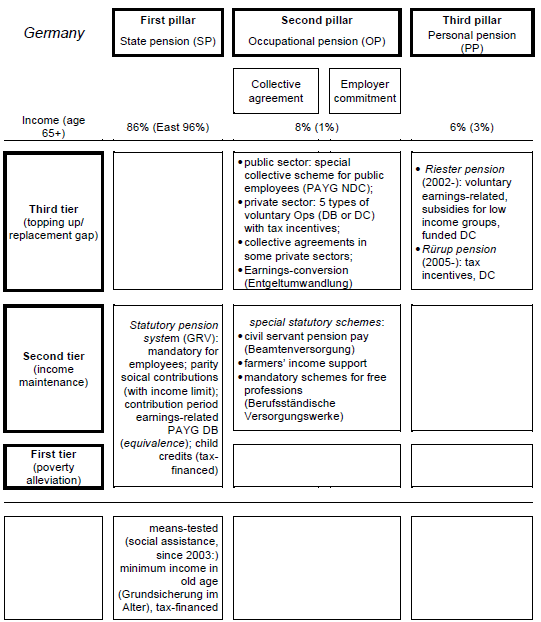 Germany
First pillar
State pension (SP)
Second pillar
Occupational pension (OP)
Third pillar
Personal pension
(PP)
Collective
agreement
Employer
commitment
Income (age
65+)
86% (East 96%)
8% (1%)
6% (3%)
Third tier
(topping up/
replacement gap)
• public sector: special
collective scheme for public
employees (PAYG NDC);
• private sector: 5 types of
voluntary Ops (DB or DC)
with tax incentives;
• collective agreements in
some private sectors;
• Earnings-conversion
(Entgeltumwandlung)
• Riester pension
(2002-): voluntary
earnings-related,
subsidies for low
income groups,
funded DC
• Rürup pension
(2005-): tax
incentives, DC
Second tier
(income
maintenance)
Statutory pension
system (GRV):
mandatory for
employees; parity
soical contributions
(with income limit);
contribution period
earnings-related
PAYG DB
(equivalence); child
credits (tax-
financed)
special statutory schemes:
• civil servant pension pay
(Beamtenversorgung)
• farmers' income support
• mandatory schemes for free
professions
(Berufsständische
Versorgungswerke)
First tier
(poverty
alleviation)
means-tested
(social assistance,
since 2003:)
minimum income in
old age
(Grundsicherung im
Alter), tax-financed